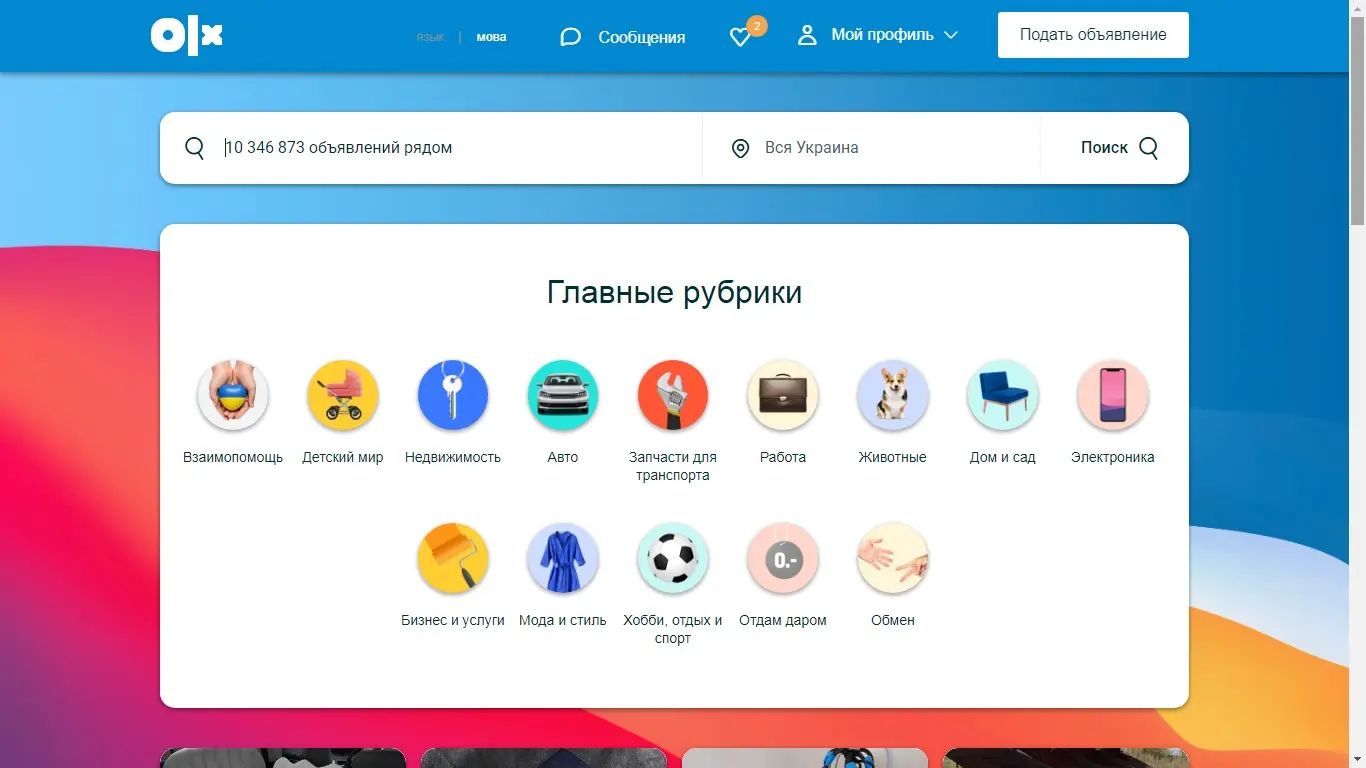 olx
язык | мова
Сообщения
2
Мой профиль
Подать объявление
10 346 873 объявлений рядом
Вся Украина
Поиск
Главные рубрики
Взаимопомощь
Детский мир
Недвижимость
Авто
Запчасти для
транспорта
Работа
Животные
Дом и сад
Электроника
Бизнес и услуги
Мода и стиль
Хобби, отдых и
спорт
0.-
Отдам даром
Обмен